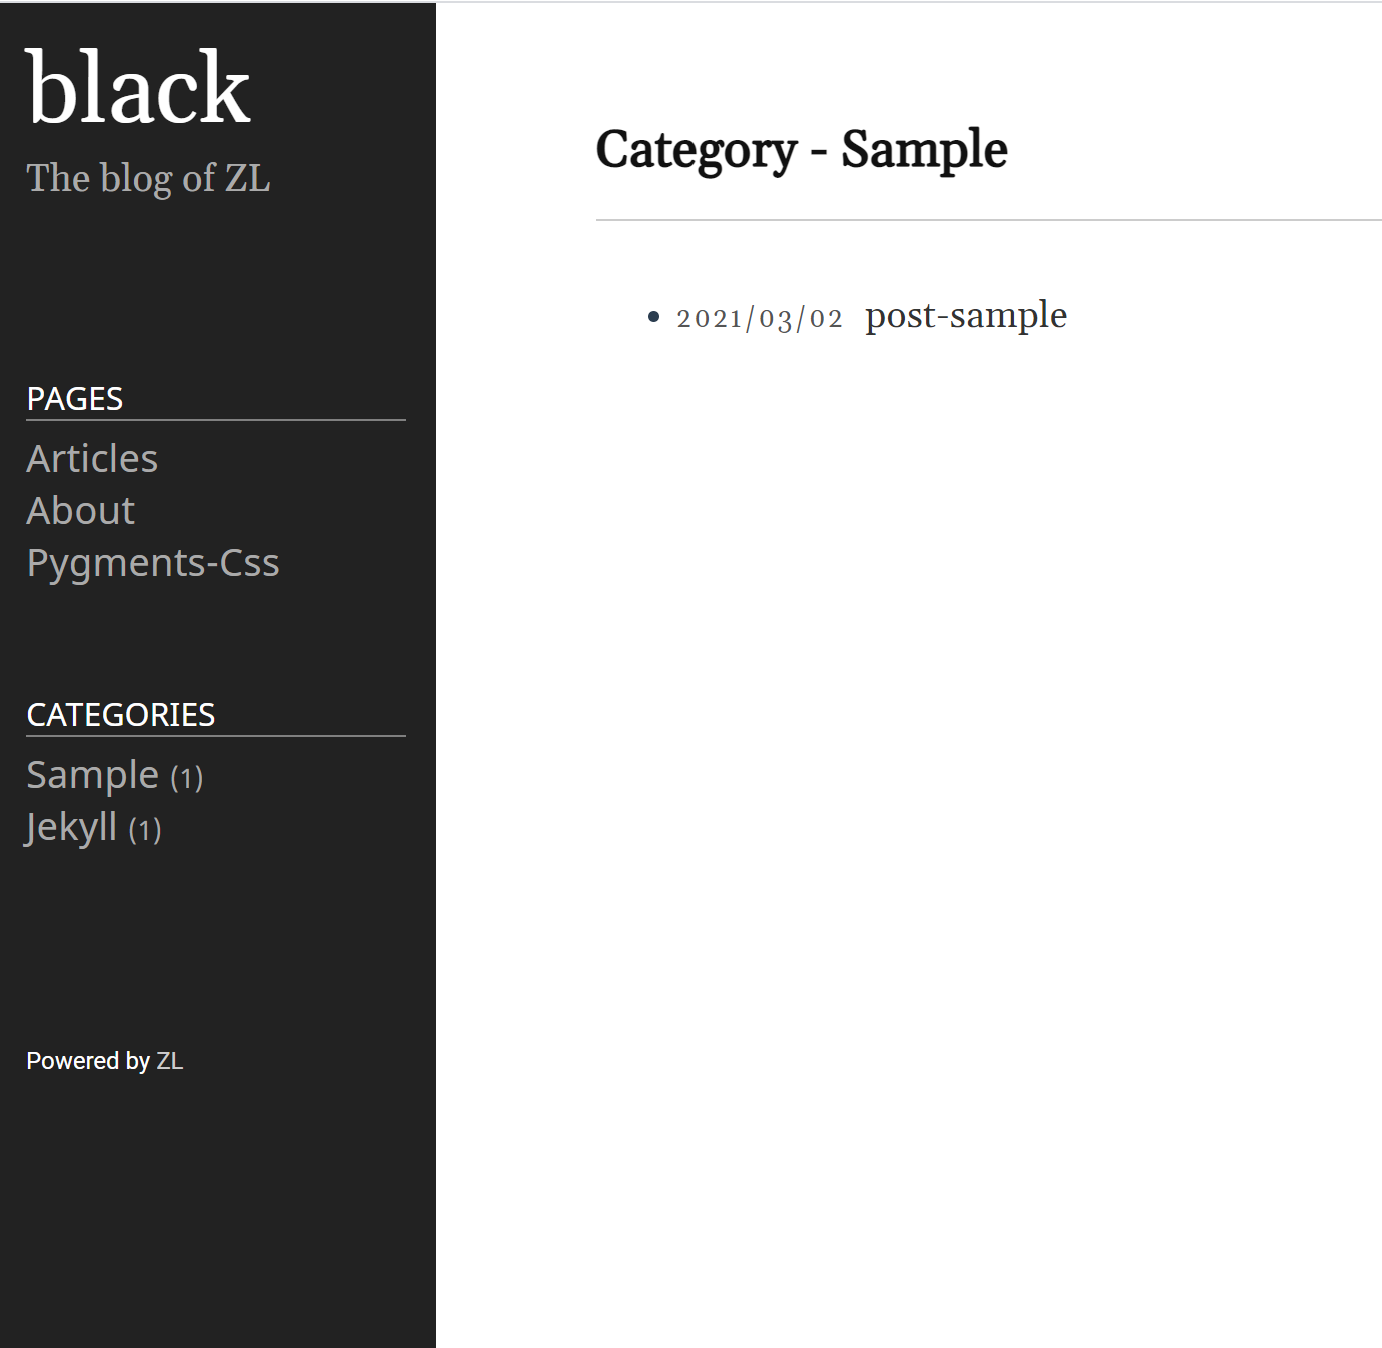 black
The blog of ZL
PAGES
Articles
About
Pygments-Css
CATEGORIES
Sample (1)
Jekyll (1)
Powered by ZL
Category - Sample
2021/03/02 post-sample